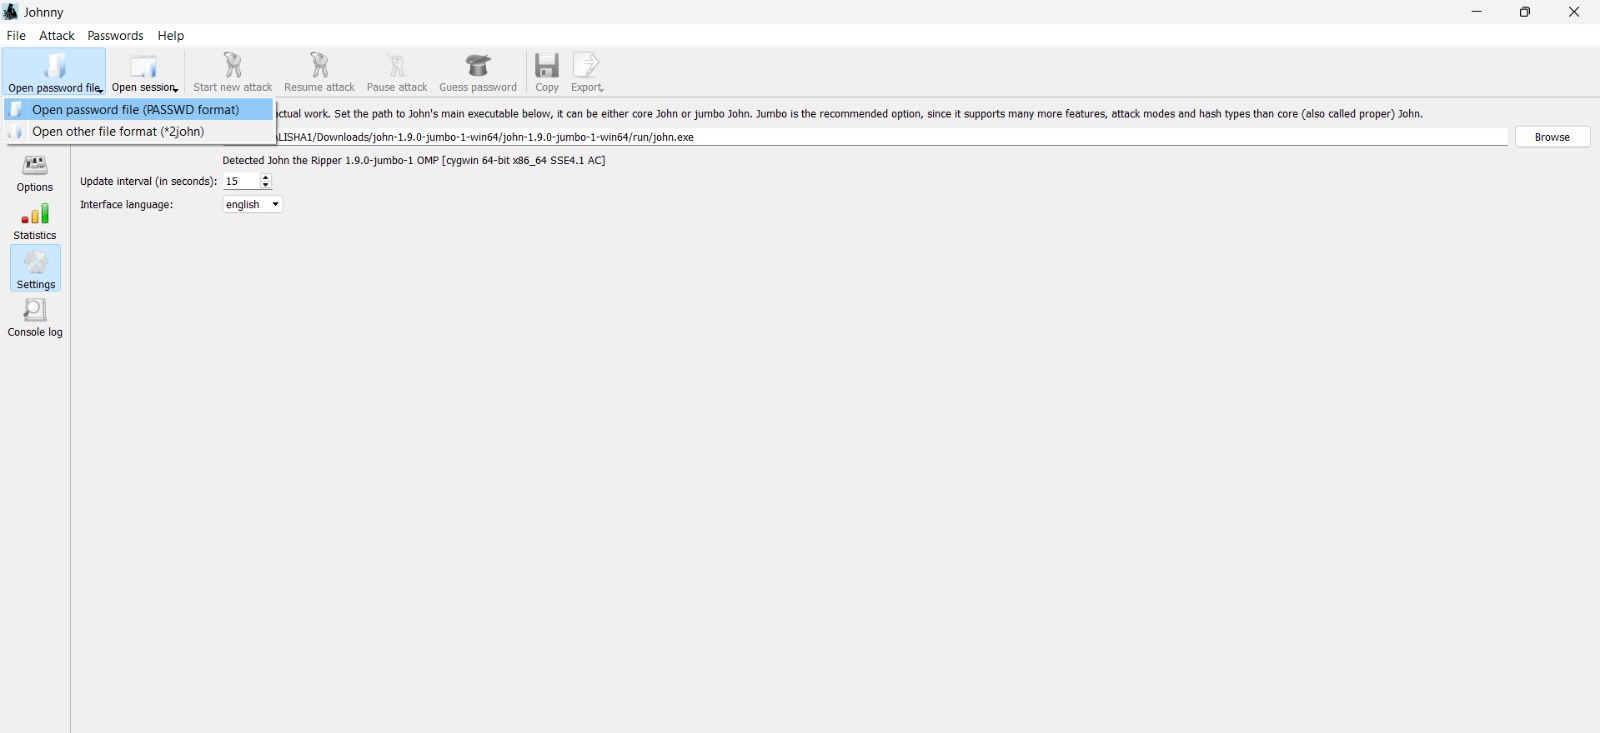 Johnny
File Attack Passwords Help
Open password file Open session Start new attack Resume attack Pause attack Guess password Copy Export
Open password file (PASSWD format)
Open other file format (*2john)
actual work. Set the path to John's main executable below, it can be either core John or jumbo John. Jumbo is the recommended option, since it supports many more features, attack modes and hash types than core (also called proper) John.
LISHA1/Downloads/john-1.9.0-jumbo-1-win64/john-1.9.0-jumbo-1-win64/run/john.exe Browse
Detected John the Ripper 1.9.0-jumbo-1 OMP [cygwin 64-bit x86_64 SSE4.1 AC]
Update interval (in seconds): 15
Interface language: english
Options
Statistics
Settings
Console log